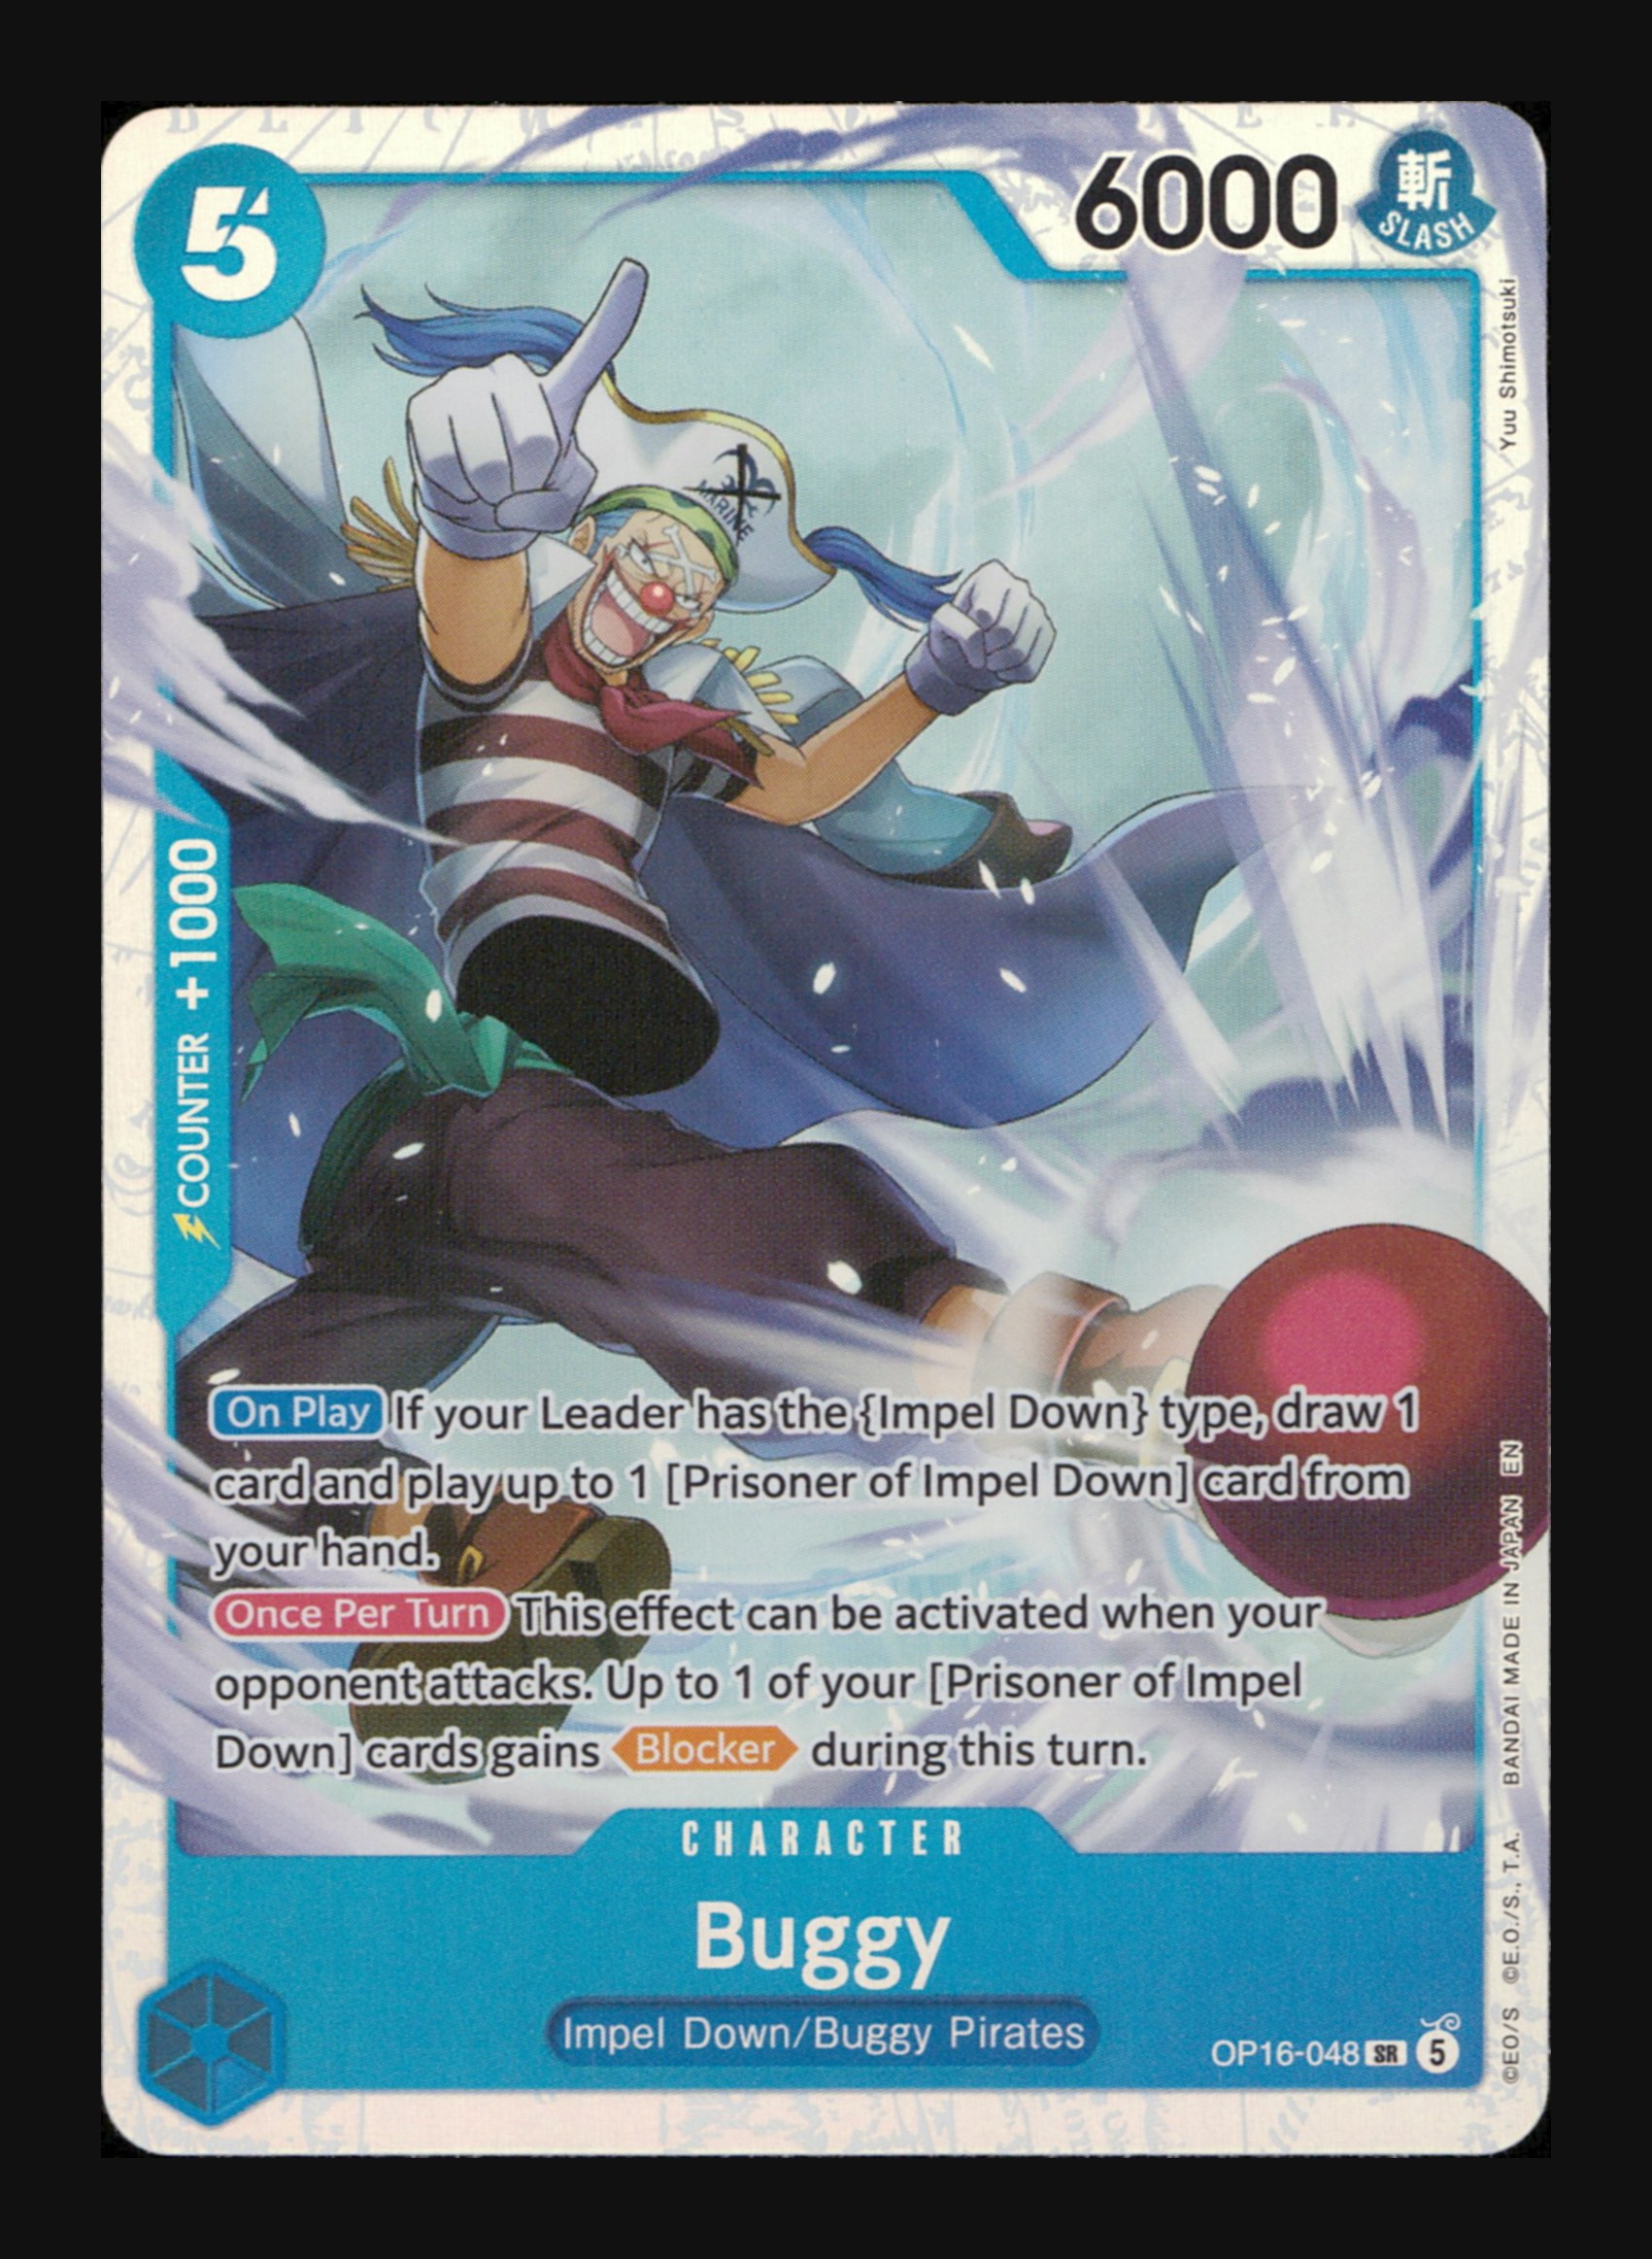 5
6000
斬
SLASH
Yuu Shimotsuki
MARINE
COUNTER +1000
On Play If your Leader has the {Impel Down} type, draw 1
card and play up to 1 [Prisoner of Impel Down] card from
your hand.
Once Per Turn This effect can be activated when your
opponent attacks. Up to 1 of your [Prisoner of Impel
Down] cards gains Blocker during this turn.
CHARACTER
Buggy
Impel Down/Buggy Pirates
OP16-048 SR 5
©EO/S ©E.O./S., T.A. BANDAI MADE IN JAPAN EN